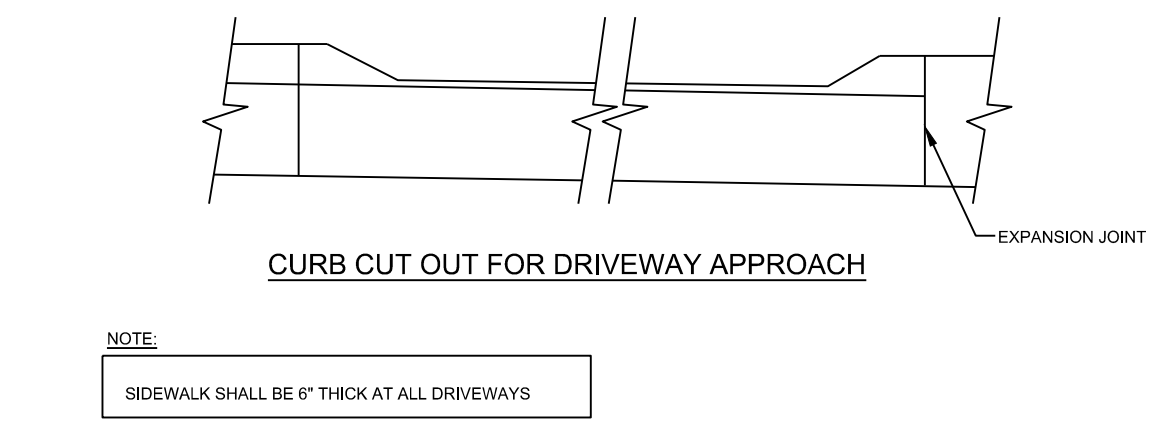 EXPANSION JOINT
CURB CUT OUT FOR DRIVEWAY APPROACH
NOTE:
SIDEWALK SHALL BE 6" THICK AT ALL DRIVEWAYS